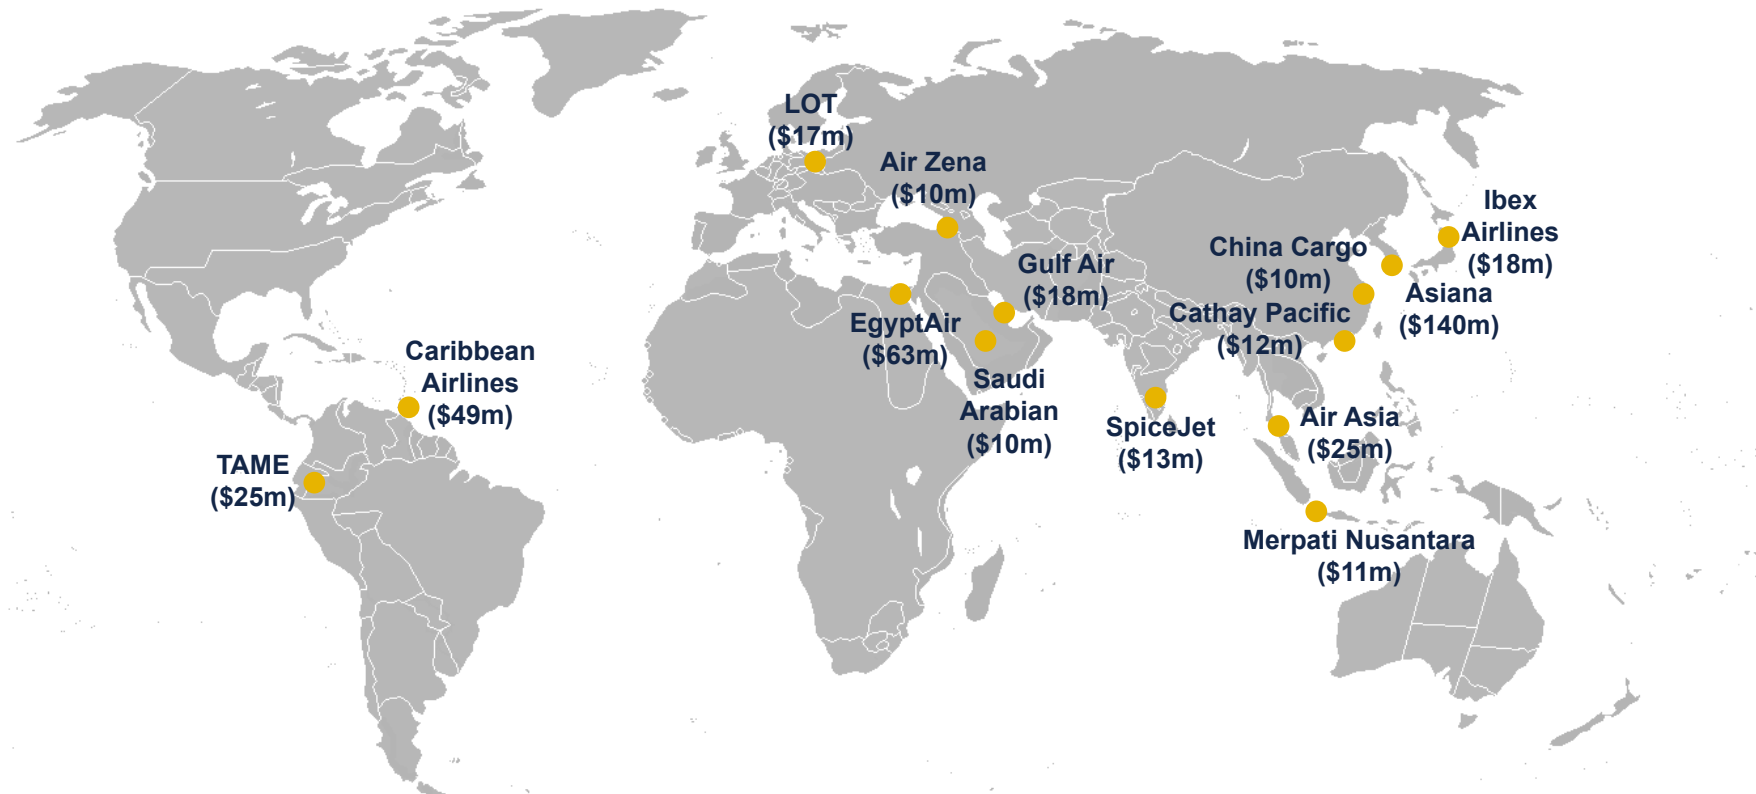 LOT
($17m)
Air Zena
($10m)
Ibex
Airlines
($18m)
China Cargo
($10m)
Gulf Air
($18m)
Asiana
($140m)
Cathay Pacific
($12m)
EgyptAir
($63m)
Caribbean
Airlines
($49m)
Saudi
Arabian
($10m)
SpiceJet
($13m)
Air Asia
($25m)
TAME
($25m)
Merpati Nusantara
($11m)